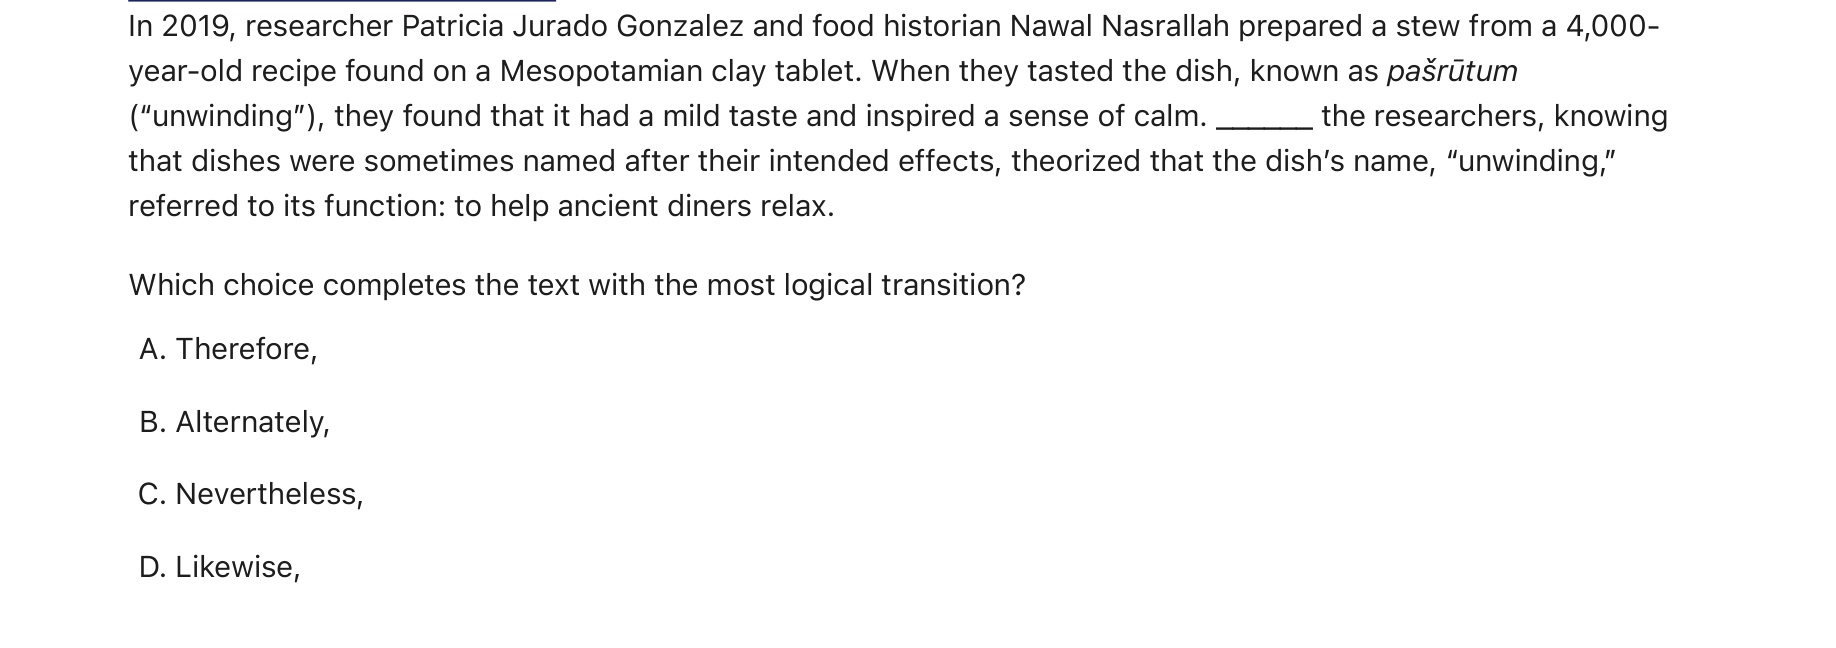 In 2019, researcher Patricia Jurado Gonzalez and food historian Nawal Nasrallah prepared a stew from a 4,000-
year-old recipe found on a Mesopotamian clay tablet. When they tasted the dish, known as pašrūtum
(“unwinding”), they found that it had a mild taste and inspired a sense of calm. ______ the researchers, knowing
that dishes were sometimes named after their intended effects, theorized that the dish’s name, “unwinding,”
referred to its function: to help ancient diners relax.
Which choice completes the text with the most logical transition?
A. Therefore,
B. Alternately,
C. Nevertheless,
D. Likewise,